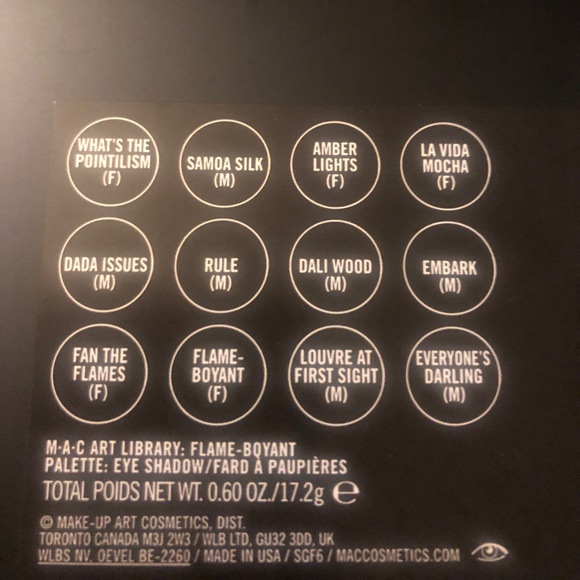 WHAT'S THE
POINTILISM
(F)
SAMOA SILK
(M)
AMBER
LIGHTS
(F)
LA VIDA
MOCHA
(F)
DADA ISSUES
(M)
RULE
(M)
DALI WOOD
(M)
EMBARK
(M)
FAN THE
FLAMES
(F)
FLAME-
BOYANT
(F)
LOUVRE AT
FIRST SIGHT
(M)
EVERYONE'S
DARLING
(M)
M·A·C ART LIBRARY: FLAME-BOYANT
PALETTE: EYE SHADOW/FARD À PAUPIÈRES
TOTAL POIDS NET WT. 0.60 OZ./17.2g e
© MAKE-UP ART COSMETICS, DIST.
TORONTO CANADA M3J 2W3 / WLB LTD, GU32 3DD, UK
WLBS NV, OEVEL BE-2260 / MADE IN USA / SGF6 / MACCOSMETICS.COM